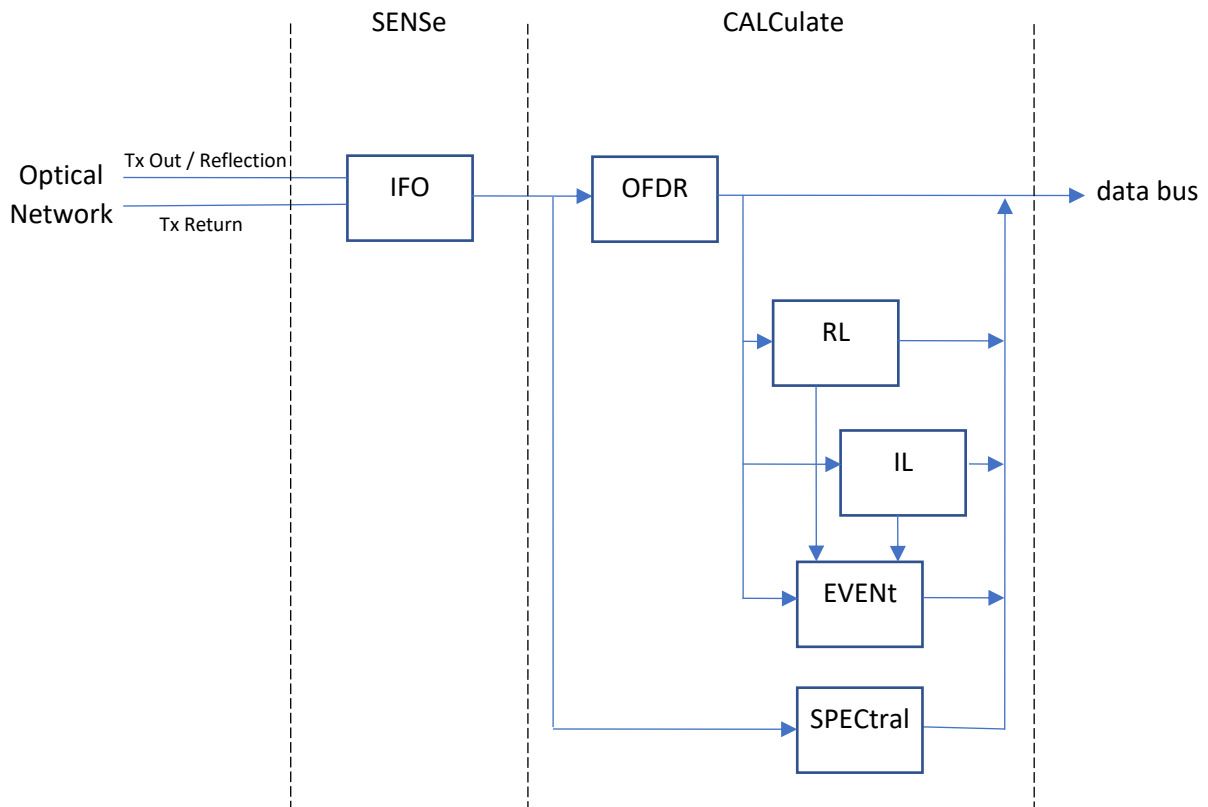 SENSe
CALCulate
Tx Out / Reflection
Optical
Network
Tx Return
IFO
OFDR
data bus
RL
IL
EVENt
SPECtral